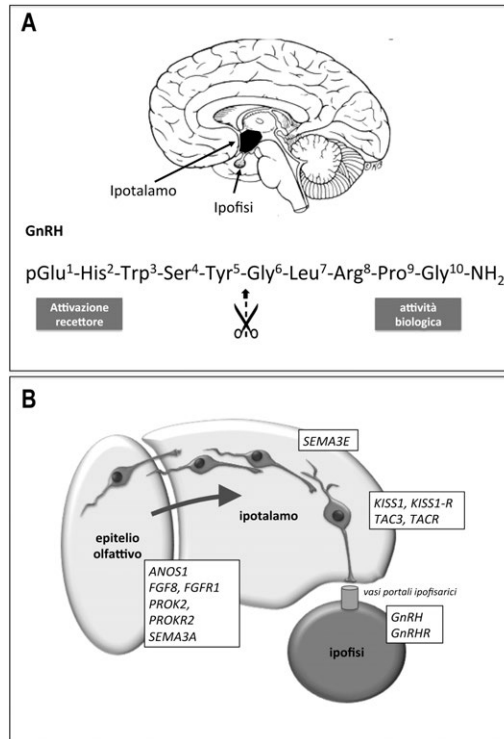 A
Ipotalamo
Ipofisi
GnRH
pGlu¹-His²-Trp³-Ser⁴-Tyr⁵-Gly⁶-Leu⁷-Arg⁸-Pro⁹-Gly¹⁰-NH₂
Attivazione
recettore
attività
biologica
B
SEMA3E
KISS1, KISS1-R
TAC3, TACR
ipotalamo
epitelio
olfattivo
ANOS1
FGF8, FGFR1
PROK2,
PROKR2
SEMA3A
vasi portali ipofisarici
GnRH
GnRHR
ipofisi